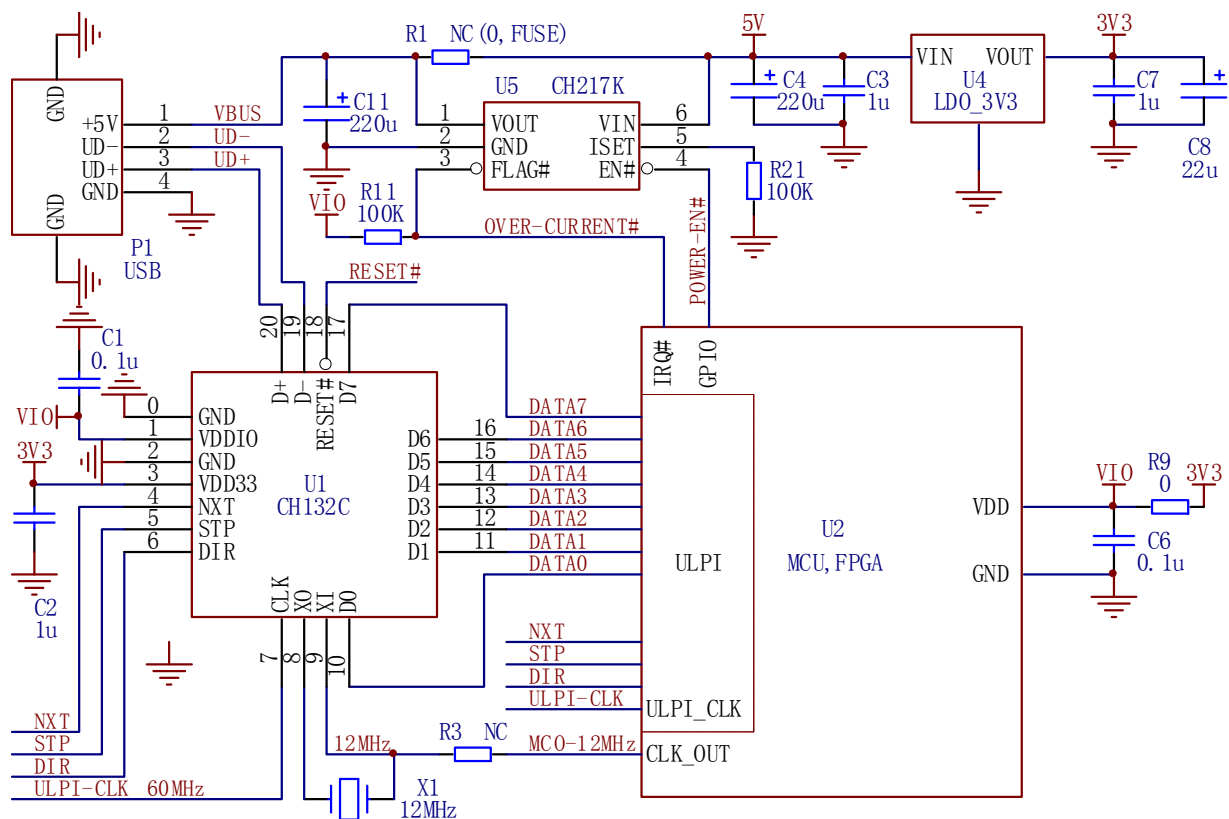 R1 NC(0,FUSE)
5V
3V3
GND
+5V
UD-
UD+
GND
GND
1
2
3
4
VBUS
UD-
UD+
P1
USB
C11
220u
U5 CH217K
1
2
3
VOUT
GND
FLAG#
VIN
ISET
EN#
6
5
4
C4
220u
C3
1u
VIN VOUT
U4
LDO_3V3
C7
1u
C8
22u
R21
100K
VIO
R11
100K
OVER-CURRENT#
POWER-EN#
RESET#
C1
0.1u
VIO
3V3
C2
1u
20
19
18
17
D+
D-
RESET#
D7
0
1
2
3
4
5
6
GND
VDDIO
GND
VDD33
NXT
STP
DIR
U1
CH132C
D6
D5
D4
D3
D2
D1
16
15
14
13
12
11
CLK
XO
XI
D0
7
8
9
10
DATA7
DATA6
DATA5
DATA4
DATA3
DATA2
DATA1
DATA0
NXT
STP
DIR
ULPI-CLK
IRQ#
GPIO
ULPI
ULPI_CLK
CLK_OUT
U2
MCU,FPGA
VDD
GND
VIO
R9
0
3V3
C6
0.1u
NXT
STP
DIR
ULPI-CLK 60MHz
12MHz
R3 NC
MCO-12MHz
X1
12MHz